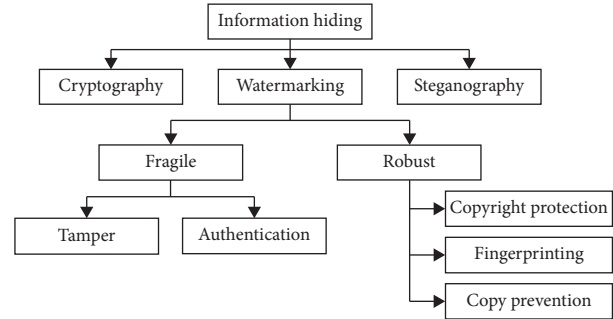 Information hiding
Cryptography
Watermarking
Steganography
Fragile
Robust
Tamper
Authentication
Copyright protection
Fingerprinting
Copy prevention